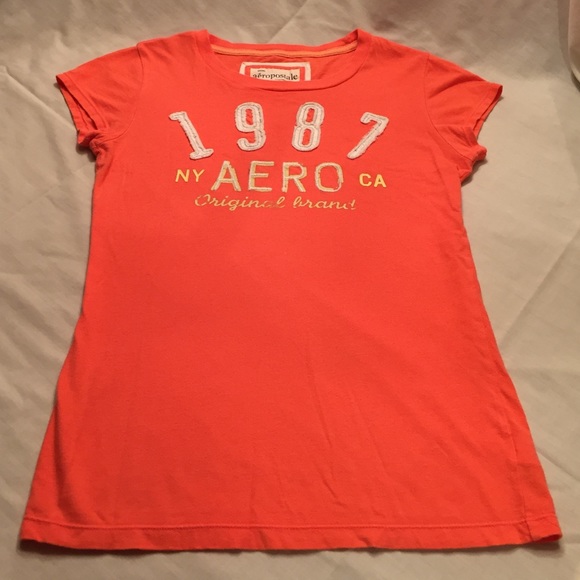 aéropostale
1987
NY AERO CA
Original brand